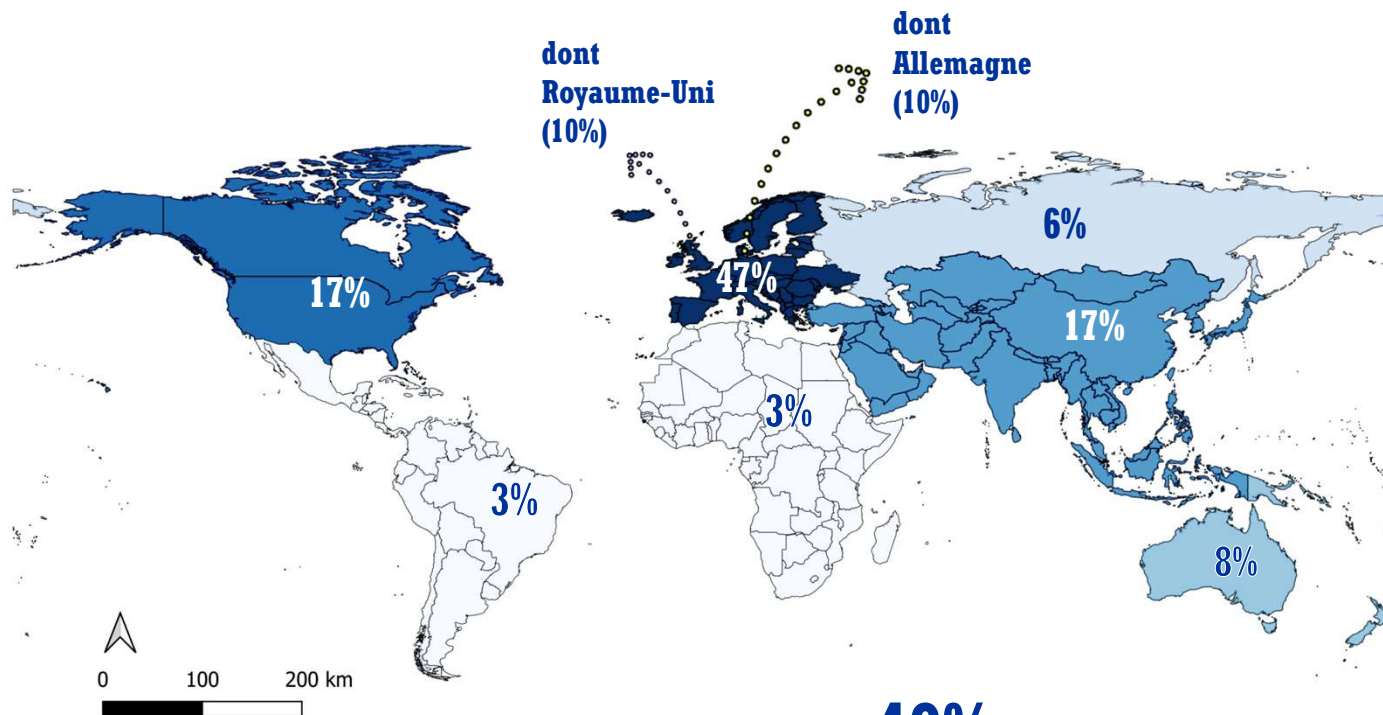 dont
Royaume-Uni
(10%)
dont
Allemagne
(10%)
6%
17%
47%
17%
3%
3%
8%
0 100 200 km